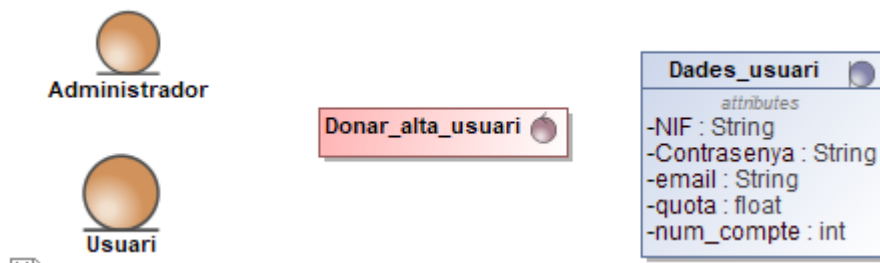 Administrador
Usuari
Donar_alta_usuari
Dades_usuari
attributes
-NIF : String
-Contrasenya : String
-email : String
-quota : float
-num_compte : int